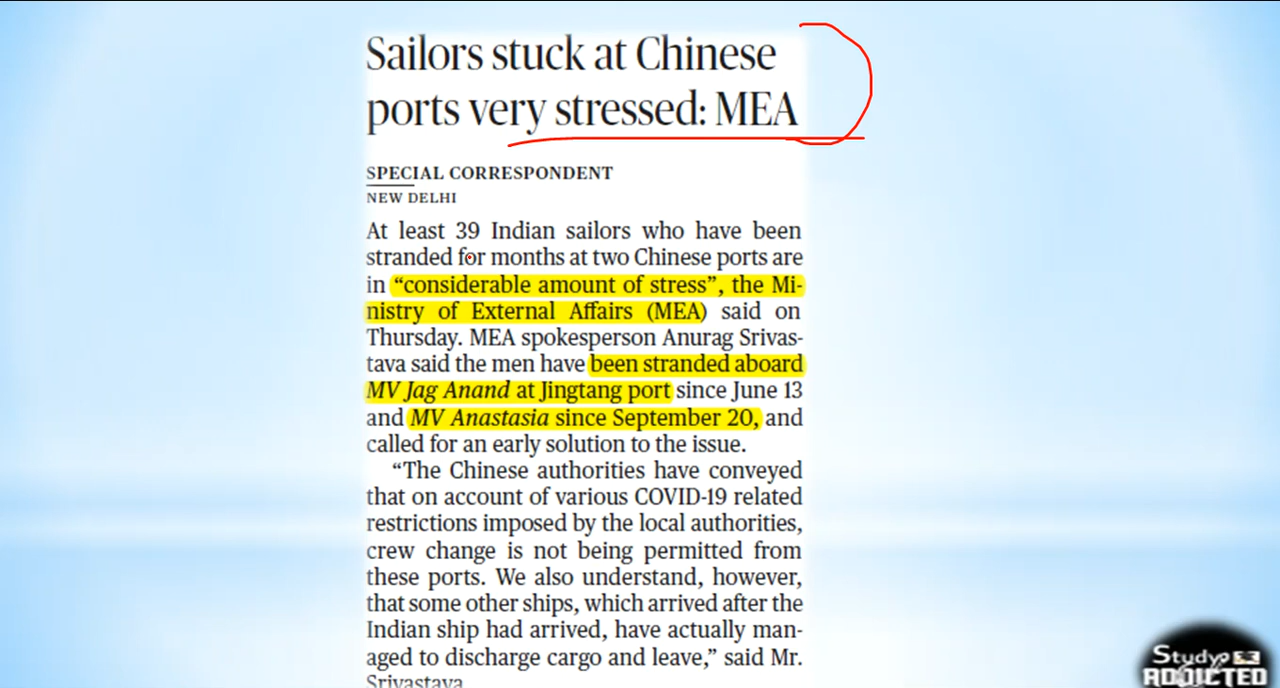 Sailors stuck at Chinese
ports very stressed: MEA
SPECIAL CORRESPONDENT
NEW DELHI
At least 39 Indian sailors who have been
stranded for months at two Chinese ports are
in “considerable amount of stress”, the Mi-
nistry of External Affairs (MEA) said on
Thursday. MEA spokesperson Anurag Srivas-
tava said the men have been stranded aboard
MV Jag Anand at Jingtang port since June 13
and MV Anastasia since September 20, and
called for an early solution to the issue.
“The Chinese authorities have conveyed
that on account of various COVID-19 related
restrictions imposed by the local authorities,
crew change is not being permitted from
these ports. We also understand, however,
that some other ships, which arrived after the
Indian ship had arrived, have actually man-
aged to discharge cargo and leave,” said Mr.
Srivastava
Study
ADDICTED